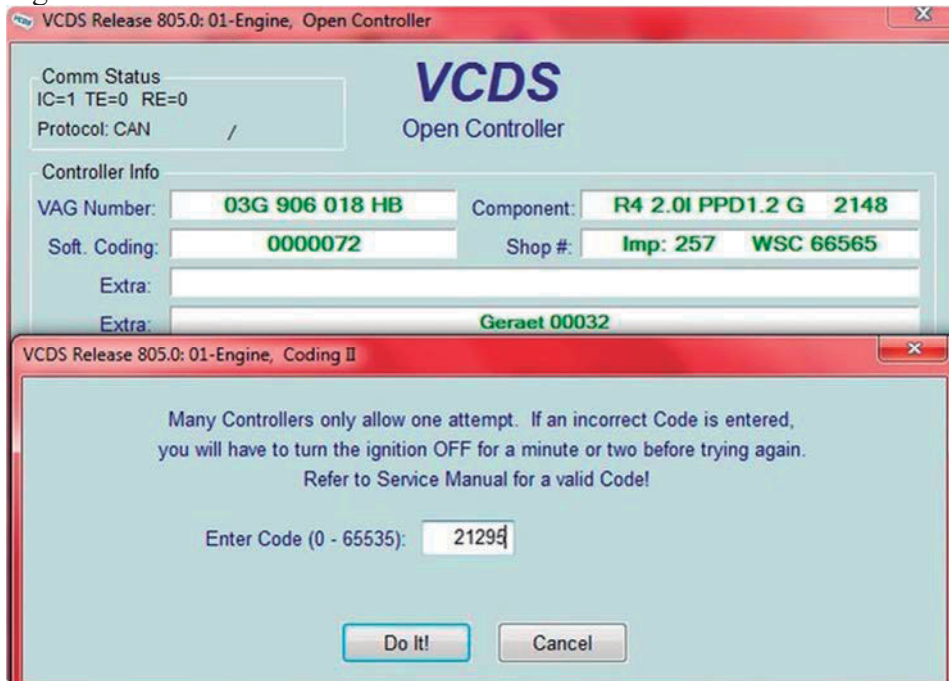 VCDS Release 805.0: 01-Engine, Open Controller
Comm Status
IC=1 TE=0 RE=0
Protocol: CAN /
VCDS
Open Controller
Controller Info
VAG Number: 03G 906 018 HB Component: R4 2.0l PPD1.2 G 2148
Soft. Coding: 0000072 Shop #: Imp: 257 WSC 66565
Extra:
Extra: Geraet 00032
VCDS Release 805.0: 01-Engine, Coding II
Many Controllers only allow one attempt. If an incorrect Code is entered,
you will have to turn the ignition OFF for a minute or two before trying again.
Refer to Service Manual for a valid Code!
Enter Code (0 - 65535): 21295
Do It! Cancel